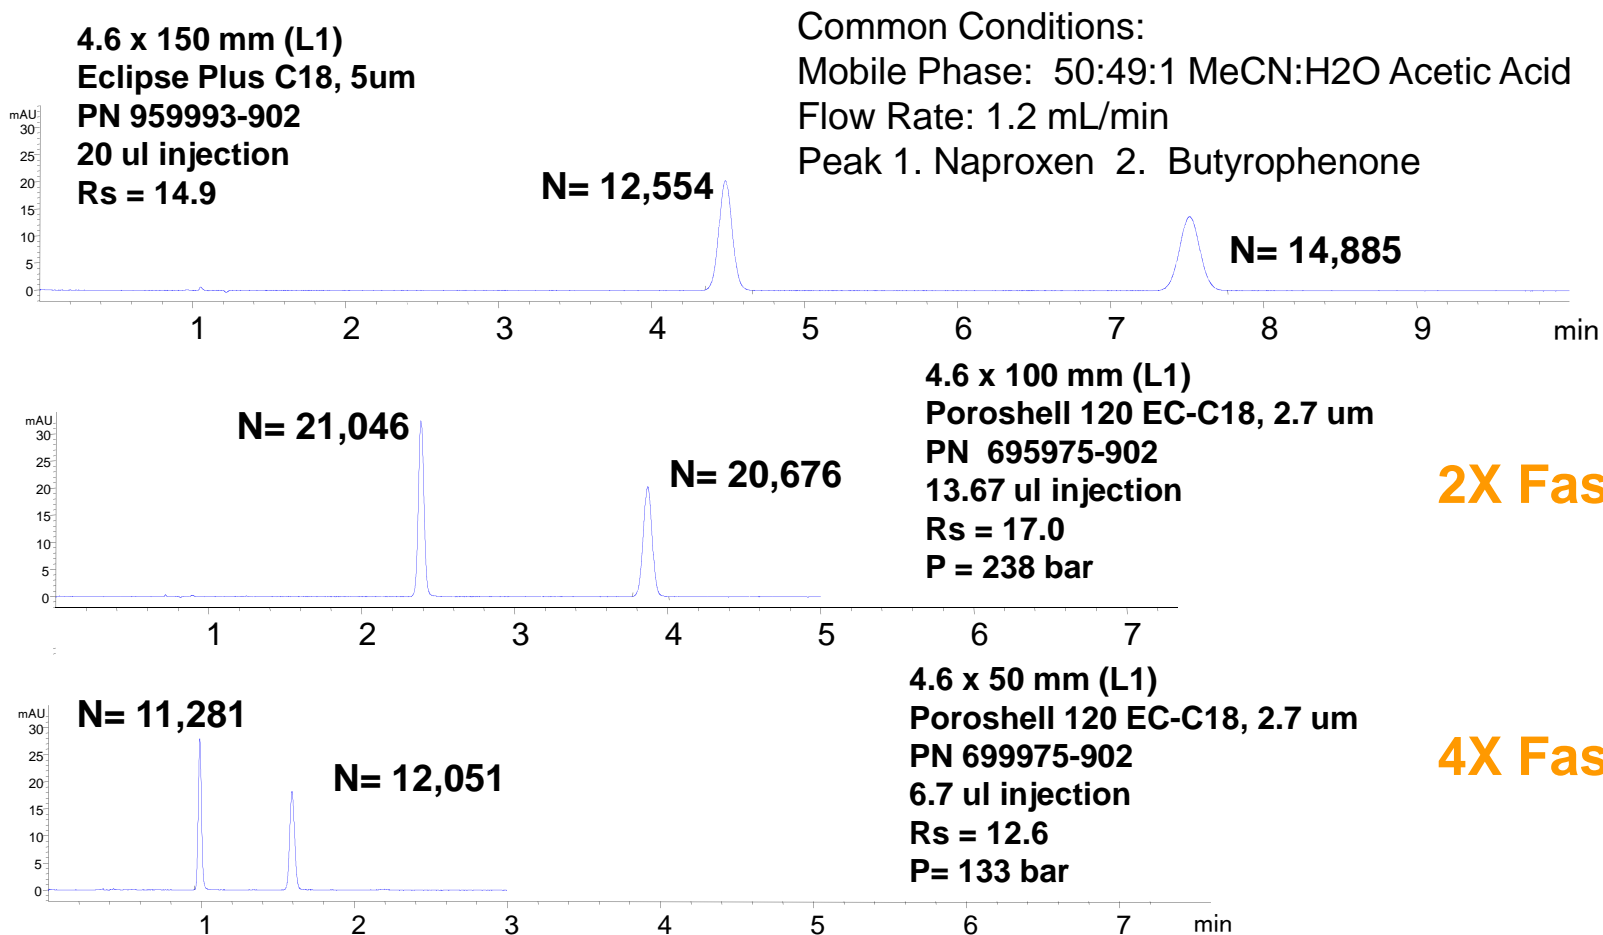 4.6 x 150 mm (L1)
Eclipse Plus C18, 5um
PN 959993-902
20 ul injection
Rs = 14.9
Common Conditions:
Mobile Phase:  50:49:1 MeCN:H2O Acetic Acid
Flow Rate: 1.2 mL/min
Peak 1. Naproxen  2.  Butyrophenone
mAU
30
25
20
15
10
5
0
N= 12,554
N= 14,885
1 2 3 4 5 6 7 8 9 min
4.6 x 100 mm (L1)
Poroshell 120 EC-C18, 2.7 um
PN  695975-902
13.67 ul injection
Rs = 17.0
P = 238 bar
2X Fas
mAU
30
25
20
15
10
5
0
N= 21,046
N= 20,676
1 2 3 4 5 6 7
4.6 x 50 mm (L1)
Poroshell 120 EC-C18, 2.7 um
PN 699975-902
6.7 ul injection
Rs = 12.6
P= 133 bar
4X Fas
mAU
30
25
20
15
10
5
0
N= 11,281
N= 12,051
1 2 3 4 5 6 7 min